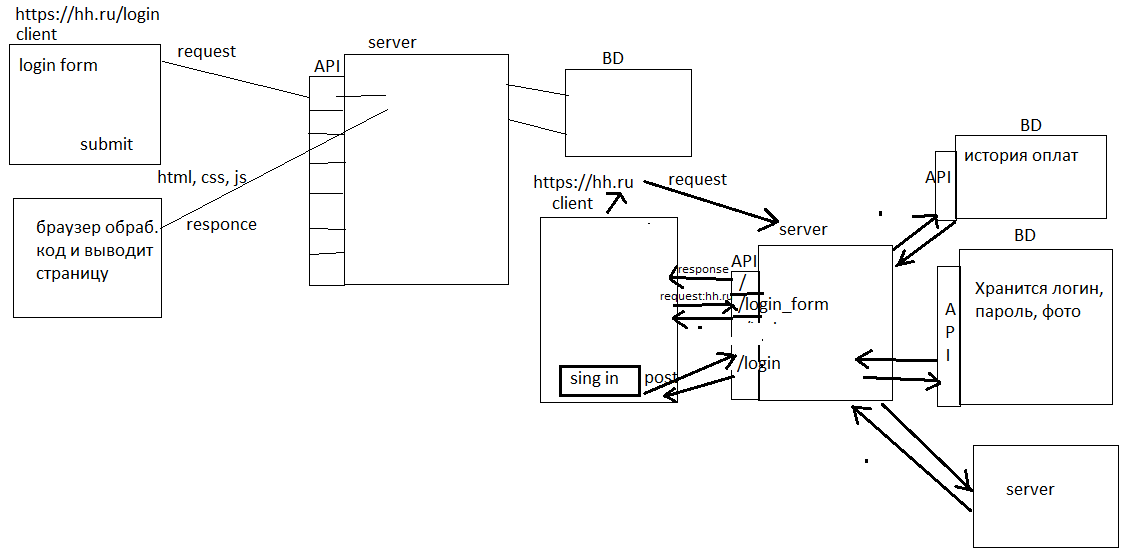 https://hh.ru/login
client
login form
submit
request
server
API
BD
html, css, js
responce
браузер обраб.
код и выводит
страницу
https://hh.ru
client
request
server
API
response
/
request:hh.ru
/login_form
/login
sing in
post
BD
API
история оплат
BD
A
P
I
Хранится логин,
пароль, фото
server